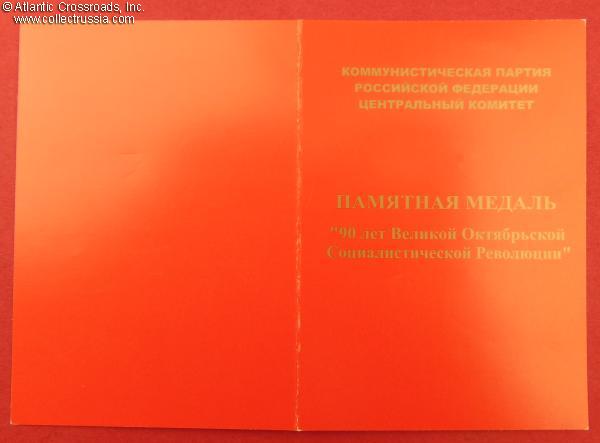 © Atlantic Crossroads, Inc.
www.collectrussia.com
КОММУНИСТИЧЕСКАЯ ПАРТИЯ
РОССИЙСКОЙ ФЕДЕРАЦИИ
ЦЕНТРАЛЬНЫЙ КОМИТЕТ
ПАМЯТНАЯ МЕДАЛЬ
"90 лет Великой Октябрьской
Социалистической Революции"